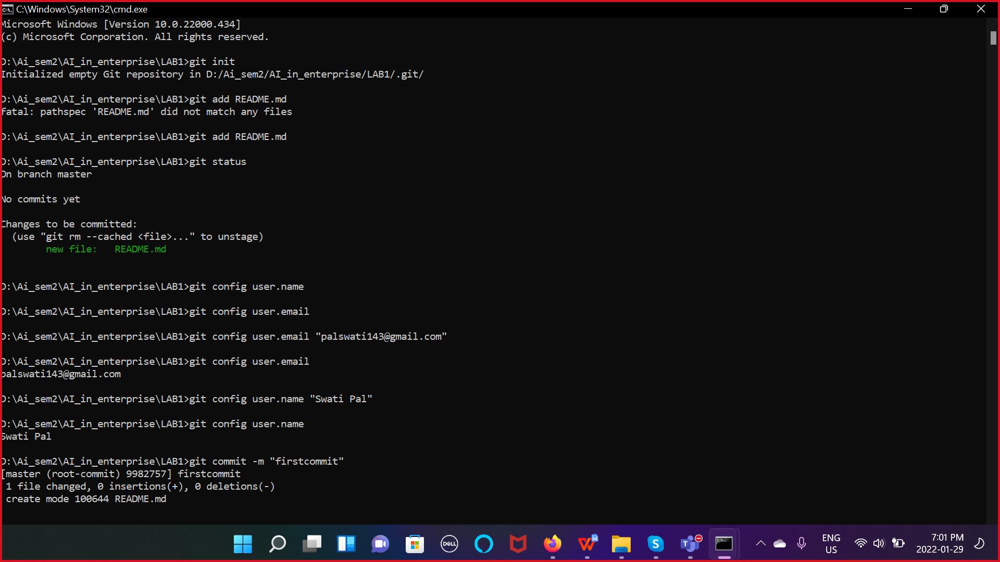 C:\Windows\System32\cmd.exe
Microsoft Windows [Version 10.0.22000.434]
(c) Microsoft Corporation. All rights reserved.
D:\Ai_sem2\AI_in_enterprise\LAB1>git init
Initialized empty Git repository in D:/Ai_sem2/AI_in_enterprise/LAB1/.git/
D:\Ai_sem2\AI_in_enterprise\LAB1>git add README.md
fatal: pathspec 'README.md' did not match any files
D:\Ai_sem2\AI_in_enterprise\LAB1>git add README.md
D:\Ai_sem2\AI_in_enterprise\LAB1>git status
On branch master
No commits yet
Changes to be committed:
  (use "git rm --cached <file>..." to unstage)
        new file:   README.md
D:\Ai_sem2\AI_in_enterprise\LAB1>git config user.name
D:\Ai_sem2\AI_in_enterprise\LAB1>git config user.email
D:\Ai_sem2\AI_in_enterprise\LAB1>git config user.email "palswati143@gmail.com"
D:\Ai_sem2\AI_in_enterprise\LAB1>git config user.email
palswati143@gmail.com
D:\Ai_sem2\AI_in_enterprise\LAB1>git config user.name "Swati Pal"
D:\Ai_sem2\AI_in_enterprise\LAB1>git config user.name
Swati Pal
D:\Ai_sem2\AI_in_enterprise\LAB1>git commit -m "firstcommit"
[master (root-commit) 9982757] firstcommit
 1 file changed, 0 insertions(+), 0 deletions(-)
 create mode 100644 README.md
DELL
ENG
US
7:01 PM
2022-01-29